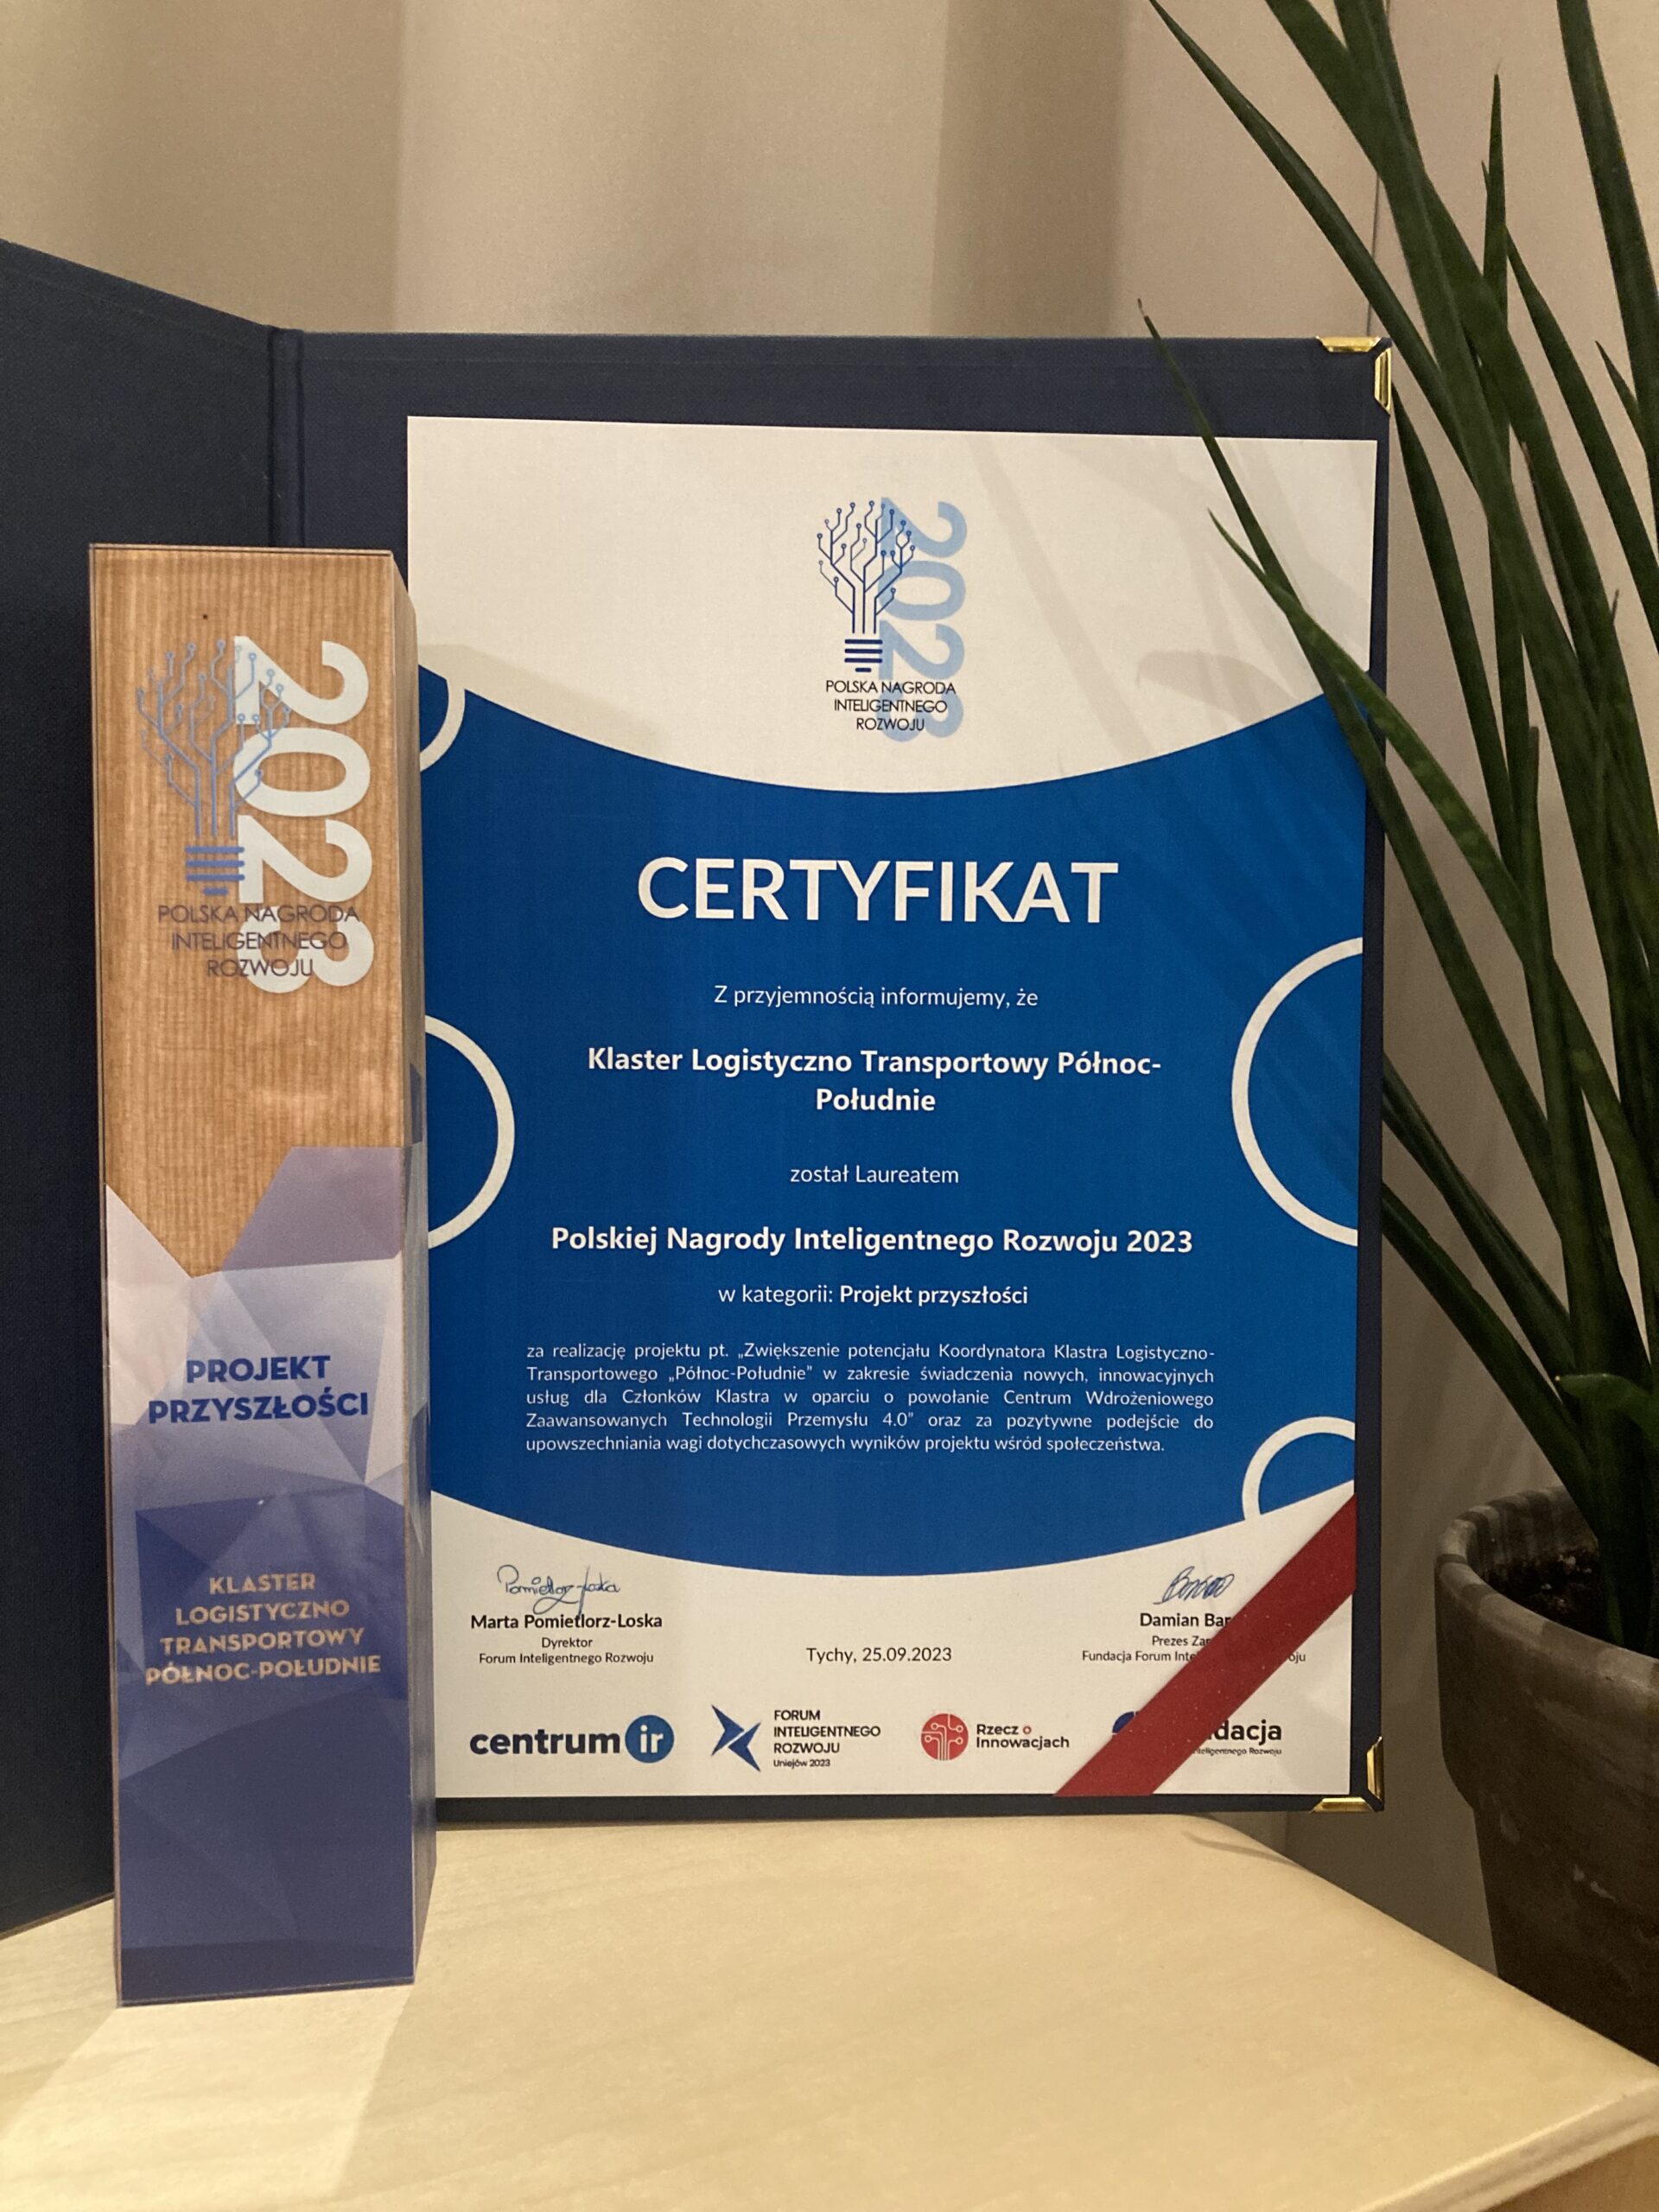 2023
POLSKA NAGRODA
INTELIGENTNEGO
ROZWOJU
PROJEKT
PRZYSZŁOŚCI
KLASTER
LOGISTYCZNO
TRANSPORTOWY
PÓŁNOC-POŁUDNIE
2023
POLSKA NAGRODA
INTELIGENTNEGO
ROZWOJU
CERTYFIKAT
Z przyjemnością informujemy, że
Klaster Logistyczno Transportowy Północ-
Południe
został Laureatem
Polskiej Nagrody Inteligentnego Rozwoju 2023
w kategorii: Projekt przyszłości
za realizację projektu pt. „Zwiększenie potencjału Koordynatora Klastra Logistyczno-
Transportowego „Północ-Południe” w zakresie świadczenia nowych, innowacyjnych
usług dla Członków Klastra w oparciu o powołanie Centrum Wdrożeniowego
Zaawansowanych Technologii Przemysłu 4.0” oraz za pozytywne podejście do
upowszechniania wagi dotychczasowych wyników projektu wśród społeczeństwa.
Marta Pomietlorz-Loska
Dyrektor
Forum Inteligentnego Rozwoju
Tychy, 25.09.2023
Damian
Prezes
Fundacja Forum
centrum ir
FORUM
INTELIGENTNEGO
ROZWOJU
Uniejów 2023
Rzecz o
Innowacjach
Rozwoju